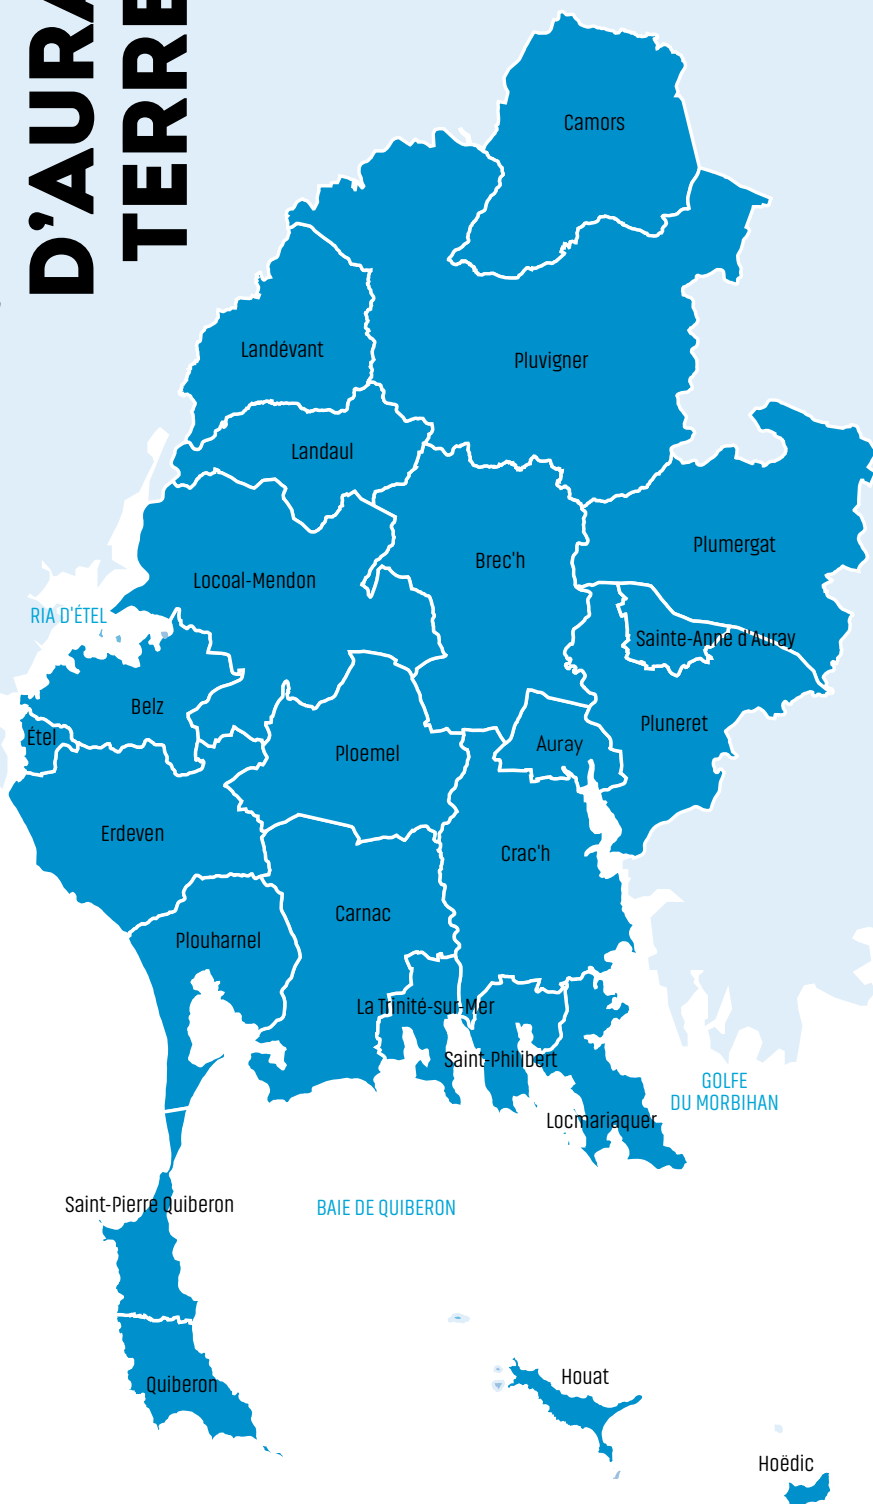 D'AURA
TERRE
Camors
Landévant
Pluvigner
Landaul
Plumergat
Brec'h
Locoal-Mendon
RIA D'ÉTEL
Sainte-Anne d'Auray
Belz
Pluneret
Étel
Auray
Ploemel
Erdeven
Crac'h
Carnac
Plouharnel
La Trinité-sur-Mer
Saint-Philibert
GOLFE
DU MORBIHAN
Locmariaquer
Saint-Pierre Quiberon
BAIE DE QUIBERON
Houat
Quiberon
Hoëdic